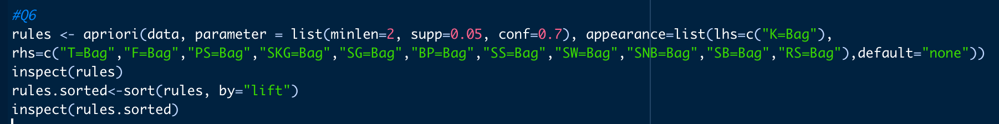 #Q6
rules <- apriori(data, parameter = list(minlen=2, supp=0.05, conf=0.7), appearance=list(lhs=c("K=Bag"),
rhs=c("T=Bag","F=Bag","PS=Bag","SKG=Bag","SG=Bag","BP=Bag","SS=Bag","SW=Bag","SNB=Bag","SB=Bag","RS=Bag"),default="none"))
inspect(rules)
rules.sorted<-sort(rules, by="lift")
inspect(rules.sorted)